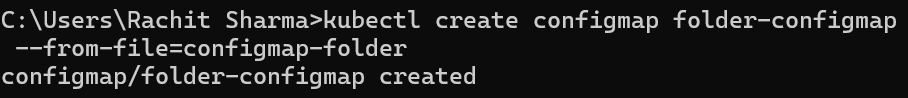 C:\Users\Rachit Sharma>kubectl create configmap folder-configmap
--from-file=configmap-folder
configmap/folder-configmap created